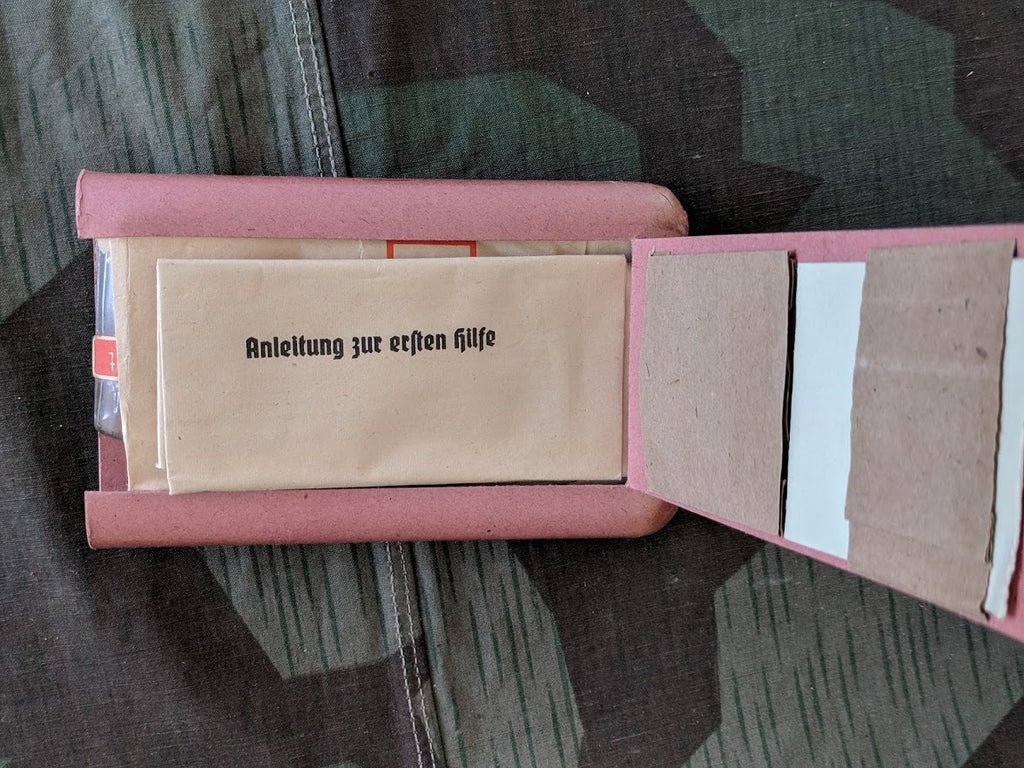 Anleitung zur erſten Hilfe